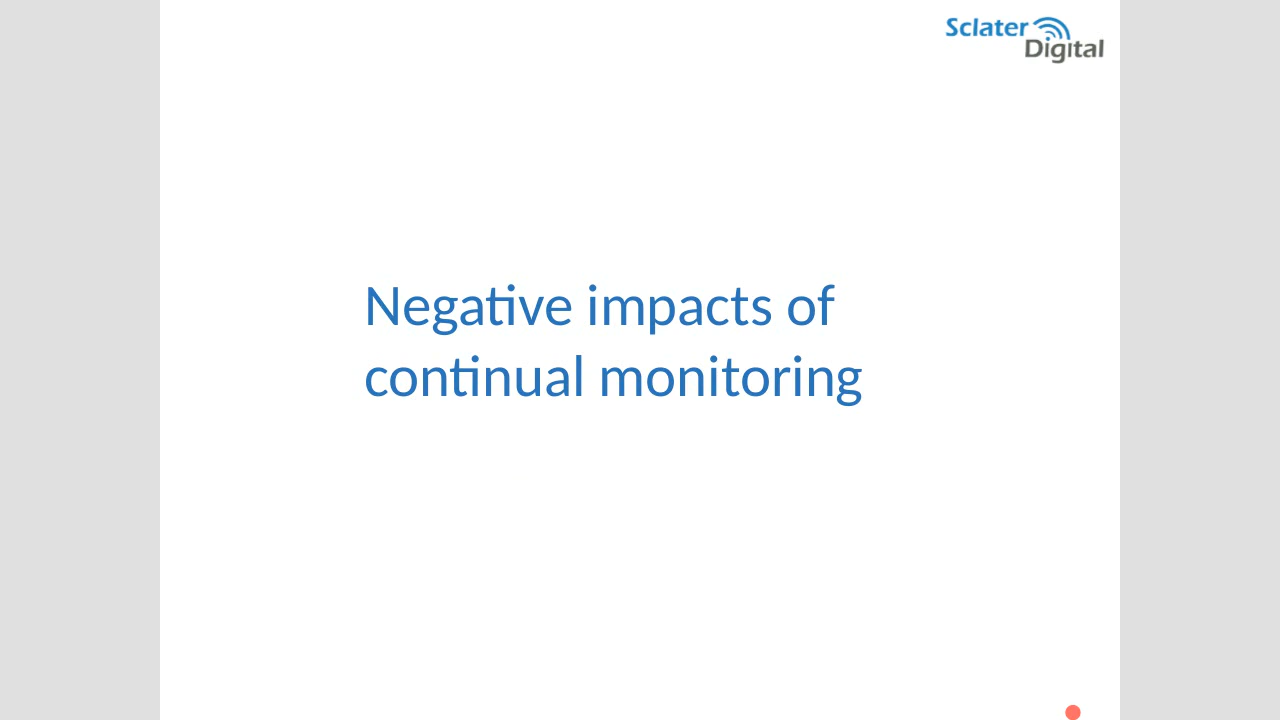 Sclater
Digital
Negative impacts of
continual monitoring